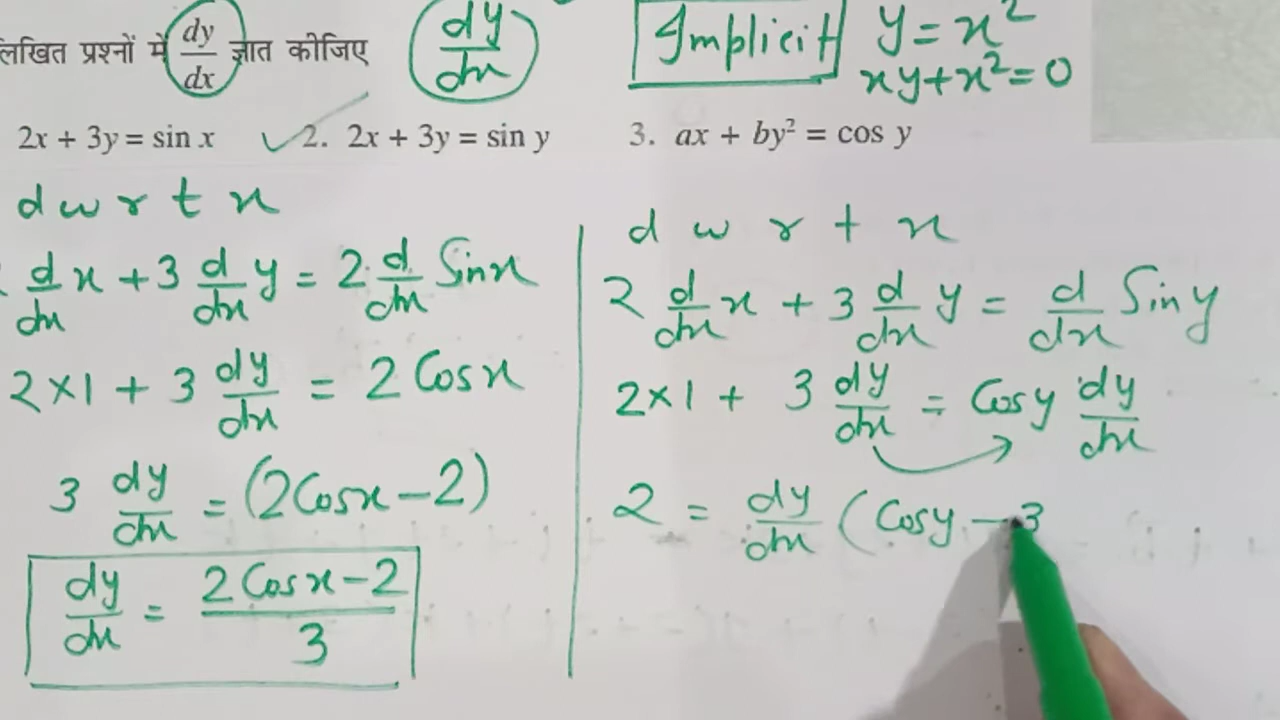 लिखित प्रश्नों में dy/dx ज्ञात कीजिए dy/dx Implicit y = x²
xy + x² = 0
2x + 3y = sin x 2. 2x + 3y = sin y 3. ax + by² = cos y
d w r t x
d/dx x + 3 d/dx y = 2 d/dx Sin x
2×1 + 3 dy/dx = 2 Cos x
3 dy/dx = (2Cosx - 2)
dy/dx = 2 Cos x - 2 / 3
d w r t x
2 d/dx x + 3 d/dx y = d/dx Sin y
2×1 + 3 dy/dx = Cos y dy/dx
2 = dy/dx (Cosy - 3